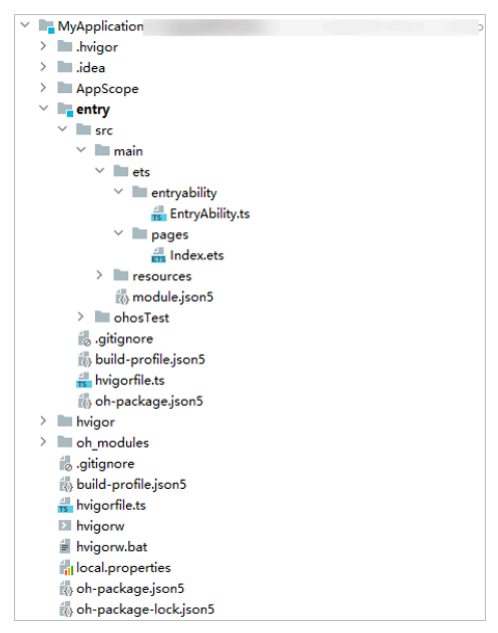 MyApplication
.hvigor
.idea
AppScope
entry
src
main
ets
entryability
EntryAbility.ts
pages
Index.ets
resources
module.json5
ohosTest
.gitignore
build-profile.json5
hvigorfile.ts
oh-package.json5
hvigor
oh_modules
.gitignore
build-profile.json5
hvigorfile.ts
hvigorw
hvigorw.bat
local.properties
oh-package.json5
oh-package-lock.json5